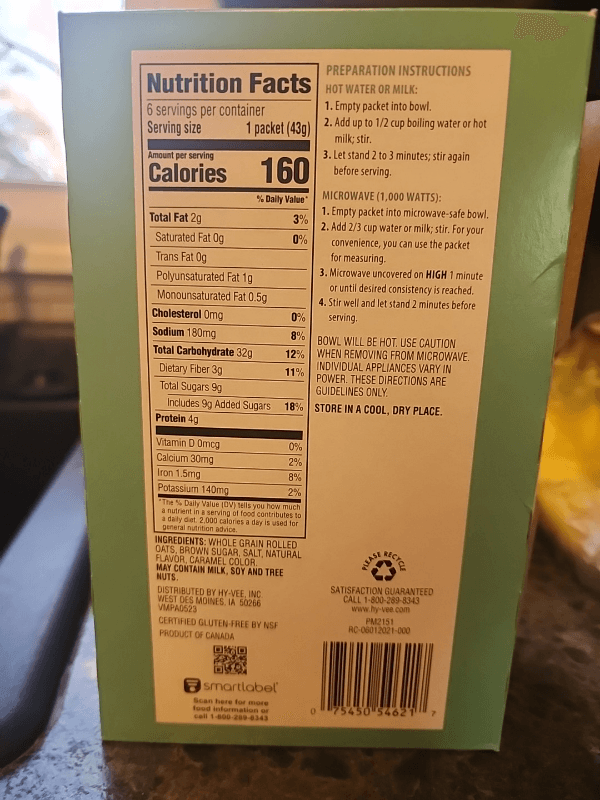 Nutrition Facts
6 servings per container
Serving size 1 packet (43g)
Amount per serving
Calories 160
% Daily Value*
Total Fat 2g 3%
Saturated Fat 0g 0%
Trans Fat 0g
Polyunsaturated Fat 1g
Monounsaturated Fat 0.5g
Cholesterol 0mg 0%
Sodium 180mg 8%
Total Carbohydrate 32g 12%
Dietary Fiber 3g 11%
Total Sugars 9g
Includes 9g Added Sugars 18%
Protein 4g
Vitamin D 0mcg 0%
Calcium 30mg 2%
Iron 1.5mg 8%
Potassium 140mg 2%
*The % Daily Value (DV) tells you how much
a nutrient in a serving of food contributes to
a daily diet. 2,000 calories a day is used for
general nutrition advice.
INGREDIENTS: WHOLE GRAIN ROLLED
OATS, BROWN SUGAR, SALT, NATURAL
FLAVOR, CARAMEL COLOR.
MAY CONTAIN MILK, SOY AND TREE
NUTS.
DISTRIBUTED BY HY-VEE, INC.
WEST DES MOINES, IA 50266
VMPA0523
CERTIFIED GLUTEN-FREE BY NSF
PRODUCT OF CANADA
smartlabel
Scan here for more
food information or
call 1-800-289-8343
PREPARATION INSTRUCTIONS
HOT WATER OR MILK:
1. Empty packet into bowl.
2. Add up to 1/2 cup boiling water or hot
milk; stir.
3. Let stand 2 to 3 minutes; stir again
before serving.
MICROWAVE (1,000 WATTS):
1. Empty packet into microwave-safe bowl.
2. Add 2/3 cup water or milk; stir. For your
convenience, you can use the packet
for measuring.
3. Microwave uncovered on HIGH 1 minute
or until desired consistency is reached.
4. Stir well and let stand 2 minutes before
serving.
BOWL WILL BE HOT. USE CAUTION
WHEN REMOVING FROM MICROWAVE.
INDIVIDUAL APPLIANCES VARY IN
POWER. THESE DIRECTIONS ARE
GUIDELINES ONLY.
STORE IN A COOL, DRY PLACE.
PLEASE RECYCLE
SATISFACTION GUARANTEED
CALL 1-800-289-8343
www.hy-vee.com
PM2151
RC-06012021-000
0 75450 54621 7